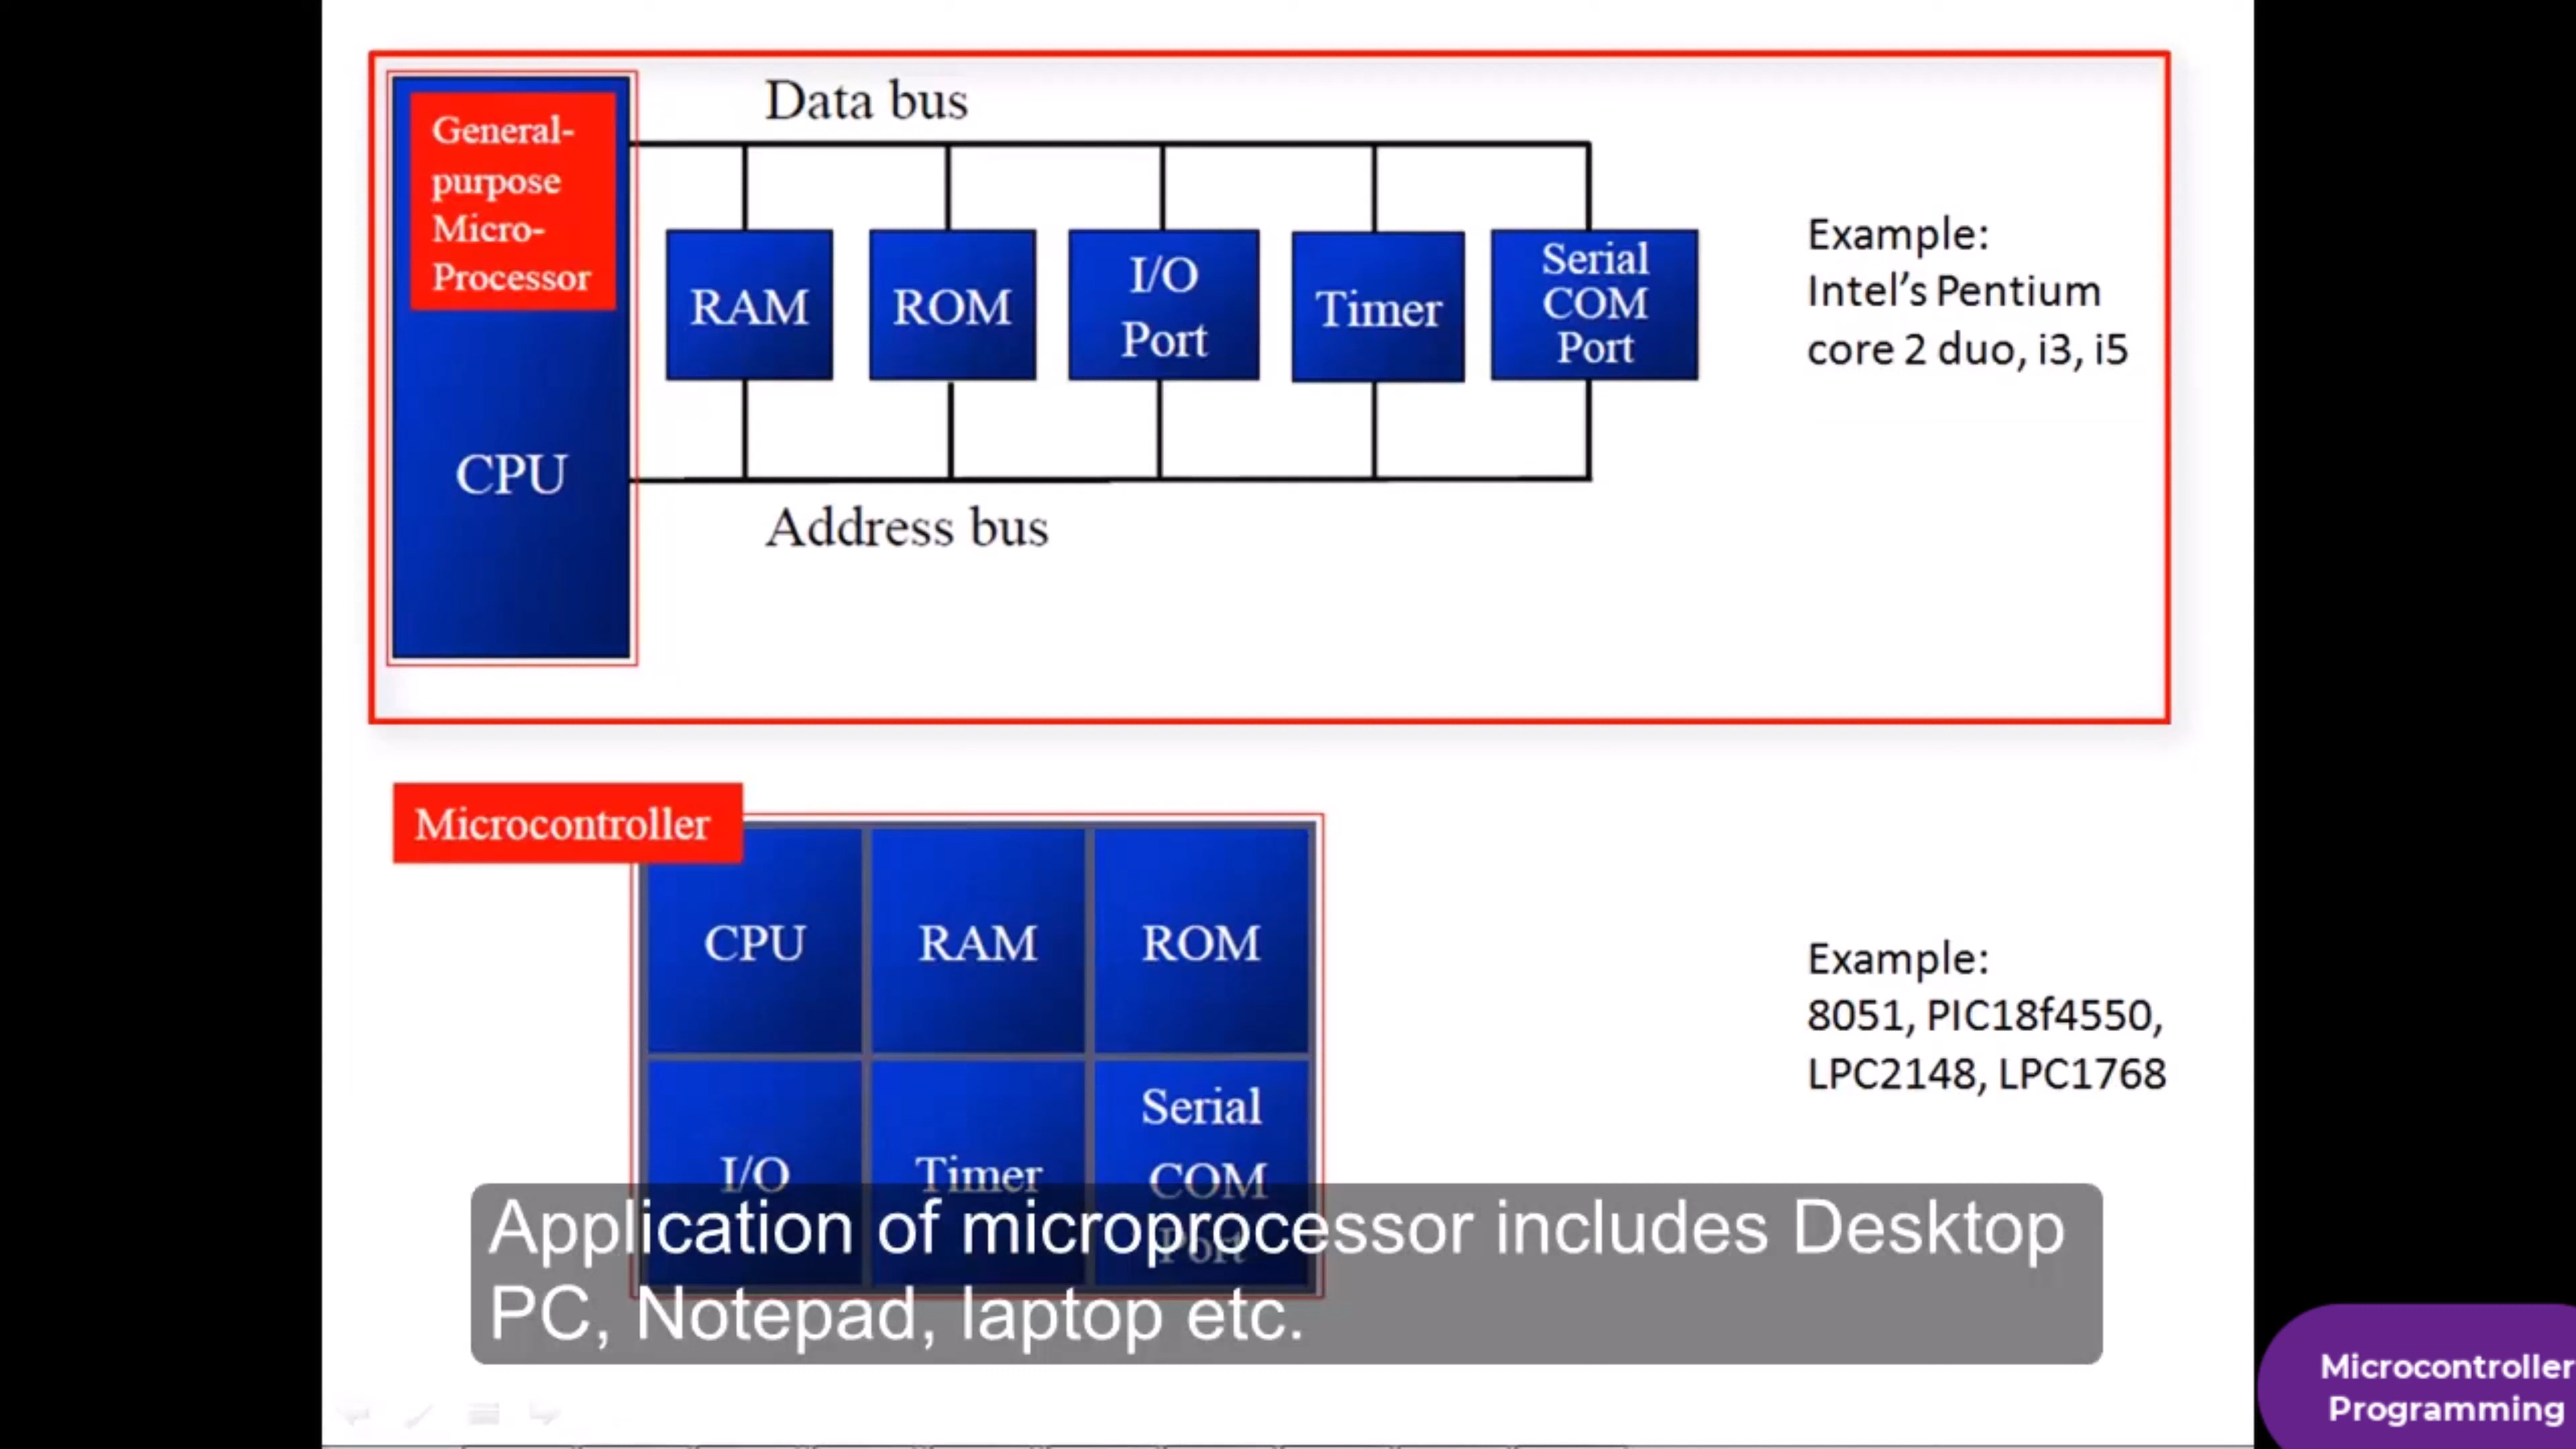 Data bus
General-
purpose
Micro-
Processor
CPU
RAM
ROM
I/O
Port
Timer
Serial
COM
Port
Address bus
Example:
Intel's Pentium
core 2 duo, i3, i5
Microcontroller
CPU
RAM
ROM
I/O
Timer
Serial
COM
Port
Example:
8051, PIC18f4550,
LPC2148, LPC1768
Application of microprocessor includes Desktop
PC, Notepad, laptop etc.
Microcontroller
Programming